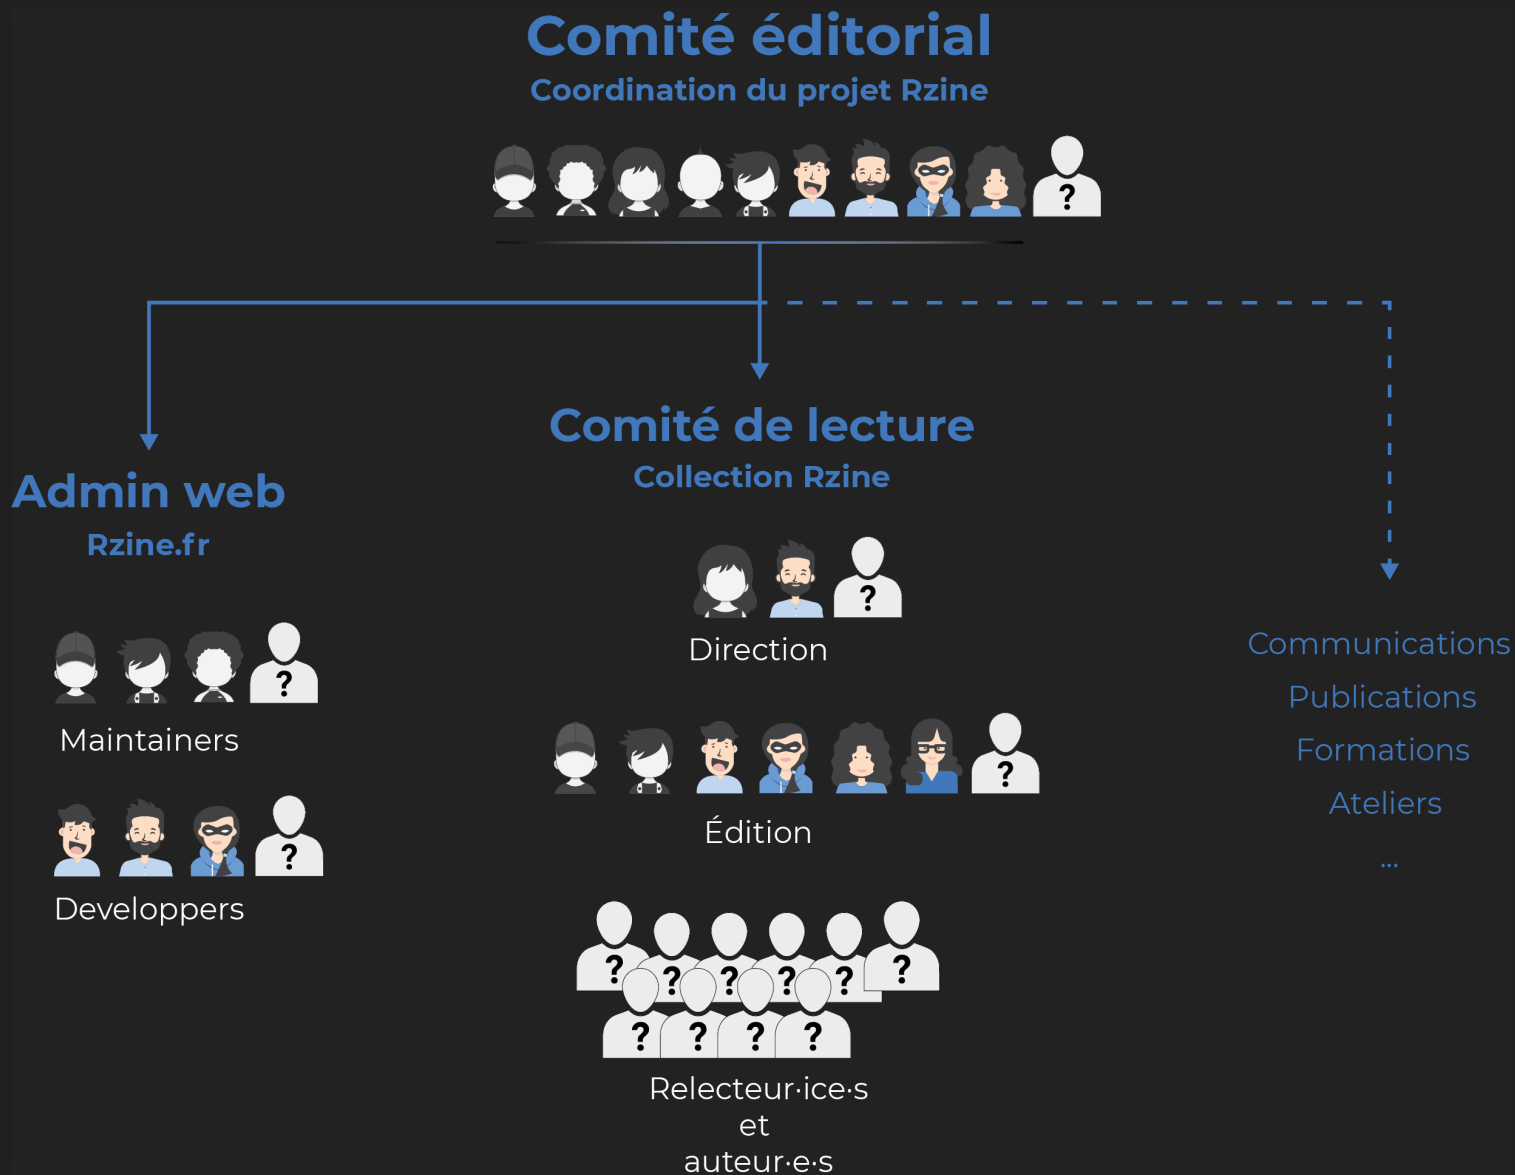 Comité éditorial
Coordination du projet Rzine
?
Comité de lecture
Collection Rzine
Admin web
Rzine.fr
?
Direction
?
Maintainers
?
Édition
?
Developpers
Communications
Publications
Formations
Ateliers
...
? ? ? ? ? ?
? ? ? ?
Relecteur·ice·s
et
auteur·e·s